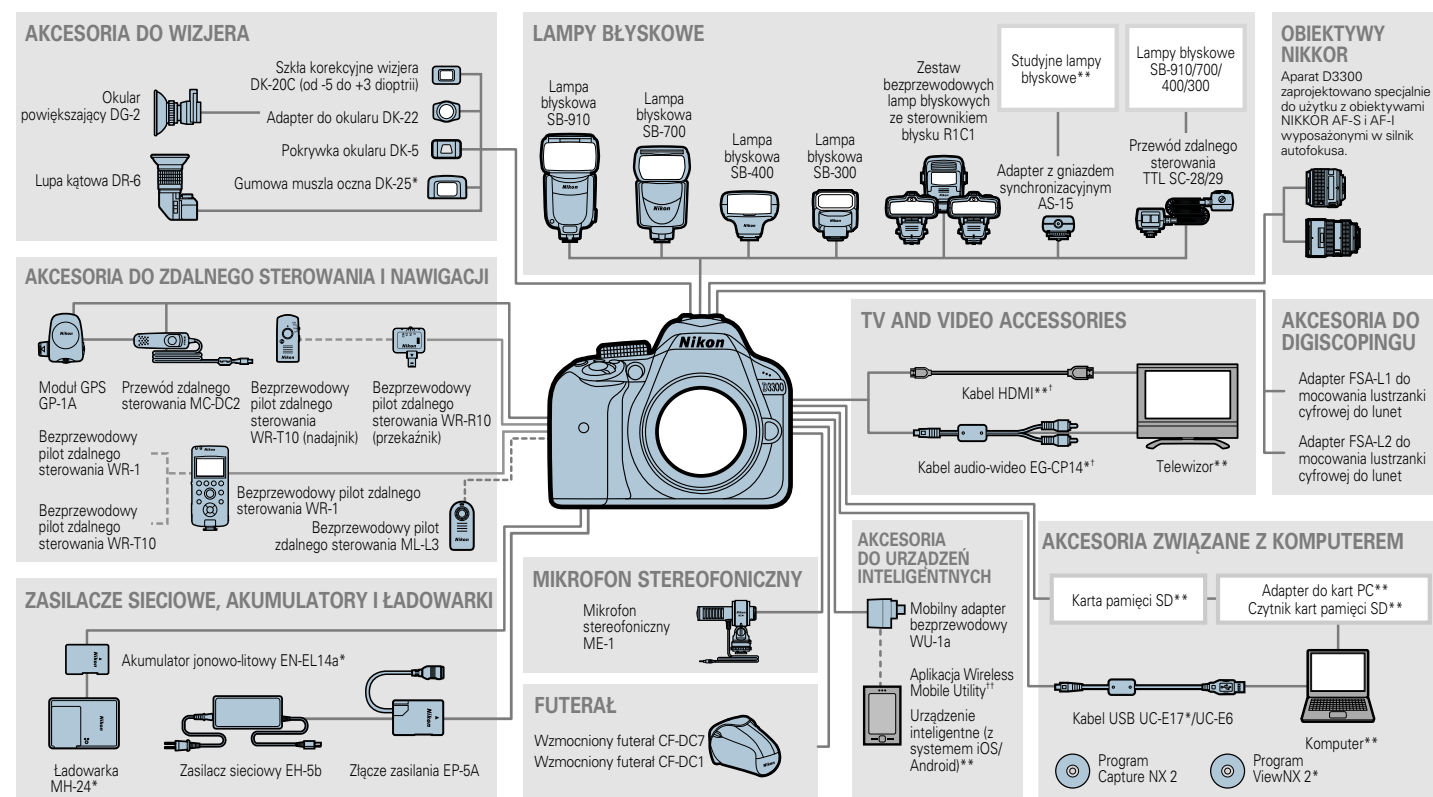 AKCESORIA DO WIZJERA
Szkła korekcyjne wizjera
DK-20C (od -5 do +3 dioptrii)
Okular
powiększający DG-2
Adapter do okularu DK-22
Pokrywka okularu DK-5
Lupa kątowa DR-6
Gumowa muszla oczna DK-25*
LAMPY BŁYSKOWE
Lampa
błyskowa
SB-910
Lampa
błyskowa
SB-700
Lampa
błyskowa
SB-400
Lampa
błyskowa
SB-300
Zestaw
bezprzewodowych
lamp błyskowych
ze sterownikiem
błysku R1C1
Studyjne lampy
błyskowe**
Adapter z gniazdem
synchronizacyjnym
AS-15
Lampy błyskowe
SB-910/700/
400/300
Przewód zdalnego
sterowania
TTL SC-28/29
OBIEKTYWY
NIKKOR
Aparat D3300
zaprojektowano specjalnie
do użytku z obiektywami
NIKKOR AF-S i AF-I
wyposażonymi w silnik
autofokusa.
AKCESORIA DO ZDALNEGO STEROWANIA I NAWIGACJI
Moduł GPS
GP-1A
Przewód zdalnego
sterowania MC-DC2
Bezprzewodowy
pilot zdalnego
sterowania
WR-T10 (nadajnik)
Bezprzewodowy
pilot zdalnego
sterowania WR-R10
(przekaźnik)
Bezprzewodowy
pilot zdalnego
sterowania WR-1
Bezprzewodowy
pilot zdalnego
sterowania WR-T10
Bezprzewodowy pilot zdalnego
sterowania WR-1
Bezprzewodowy pilot
zdalnego sterowania ML-L3
Nikon
D3300
TV AND VIDEO ACCESSORIES
Kabel HDMI**†
Kabel audio-wideo EG-CP14*†
Telewizor**
AKCESORIA DO
DIGISCOPINGU
Adapter FSA-L1 do
mocowania lustrzanki
cyfrowej do lunet
Adapter FSA-L2 do
mocowania lustrzanki
cyfrowej do lunet
ZASILACZE SIECIOWE, AKUMULATORY I ŁADOWARKI
Akumulator jonowo-litowy EN-EL14a*
Ładowarka
MH-24*
Zasilacz sieciowy EH-5b
Złącze zasilania EP-5A
MIKROFON STEREOFONICZNY
Mikrofon
stereofoniczny
ME-1
FUTERAŁ
Wzmocniony futerał CF-DC7
Wzmocniony futerał CF-DC1
AKCESORIA
DO URZĄDZEŃ
INTELIGENTNYCH
Mobilny adapter
bezprzewodowy
WU-1a
Aplikacja Wireless
Mobile Utility††
Urządzenie
inteligentne (z
systemem iOS/
Android)**
AKCESORIA ZWIĄZANE Z KOMPUTEREM
Karta pamięci SD**
Adapter do kart PC**
Czytnik kart pamięci SD**
Kabel USB UC-E17*/UC-E6
Komputer**
Program
Capture NX 2
Program
ViewNX 2*